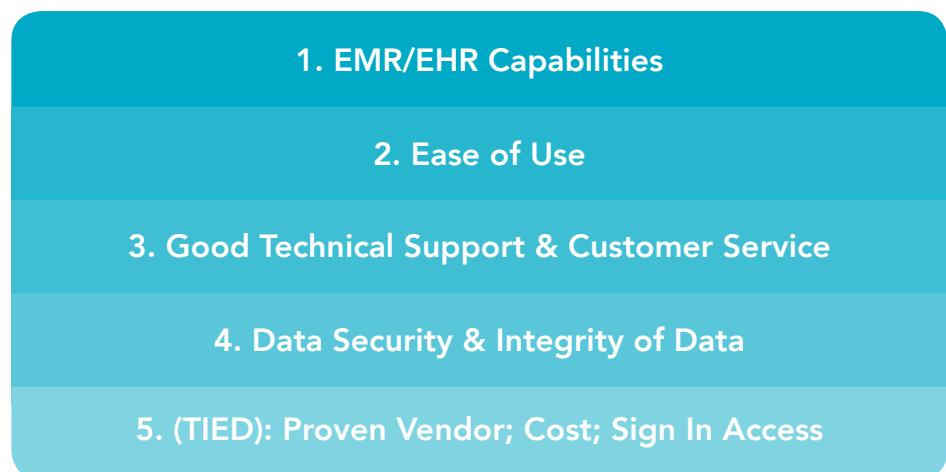 1. EMR/EHR Capabilities
2. Ease of Use
3. Good Technical Support & Customer Service
4. Data Security & Integrity of Data
5. (TIED): Proven Vendor; Cost; Sign In Access